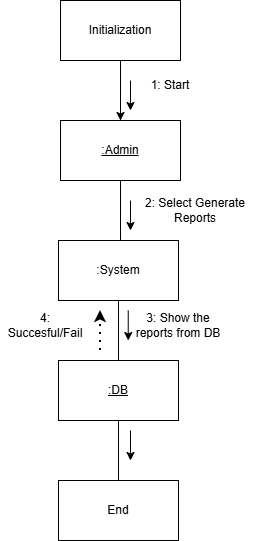 Initialization
1: Start
:Admin
2: Select Generate
Reports
:System
4:
Succesful/Fail
3: Show the
reports from DB
:DB
End